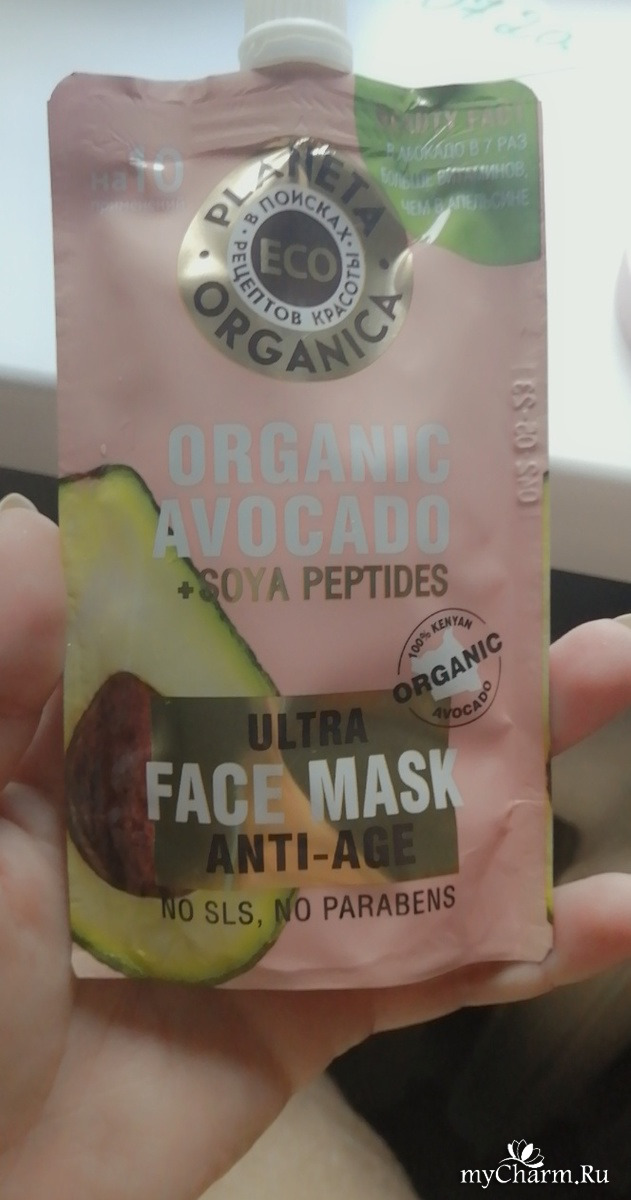 на 10
применений
BEAUTY FACT
В АВОКАДО В 7 РАЗ
БОЛЬШЕ ВИТАМИНОВ,
ЧЕМ В АПЕЛЬСИНЕ
PLANETA
ORGANICA
В ПОИСКАХ
РЕЦЕПТОВ КРАСОТЫ
ECO
ORGANIC
AVOCADO
+SOYA PEPTIDES
100% KENYAN
ORGANIC
AVOCADO
ULTRA
FACE MASK
ANTI-AGE
NO SLS, NO PARABENS
myCharm.Ru